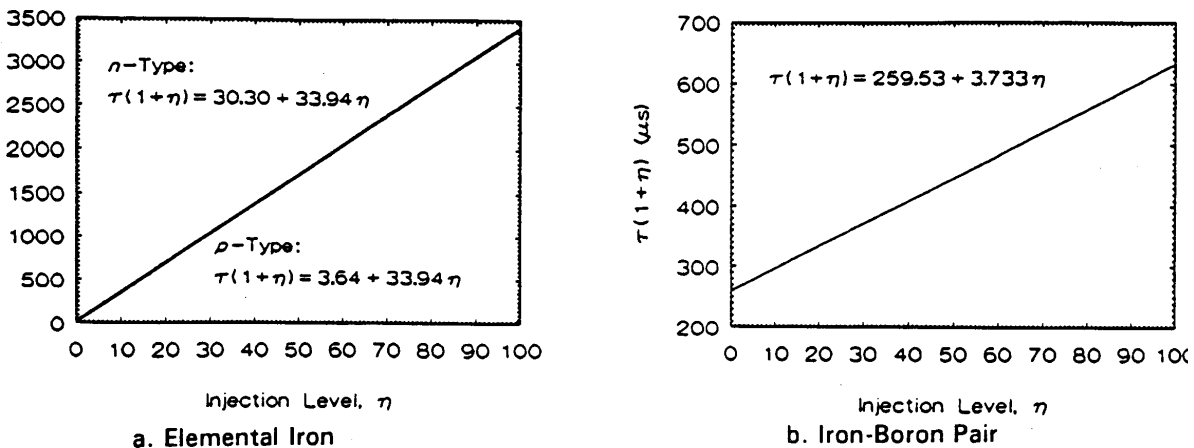 3500
3000
2500
2000
1500
1000
500
0
n-Type:
τ(1+η)=30.30+33.94η
p-Type:
τ(1+η)=3.64+33.94η
0 10 20 30 40 50 60 70 80 90 100
Injection Level, η
a. Elemental Iron
700
600
500
400
300
200
τ(1+η) (μs)
τ(1+η)=259.53+3.733η
0 10 20 30 40 50 60 70 80 90 100
Injection Level, η
b. Iron-Boron Pair